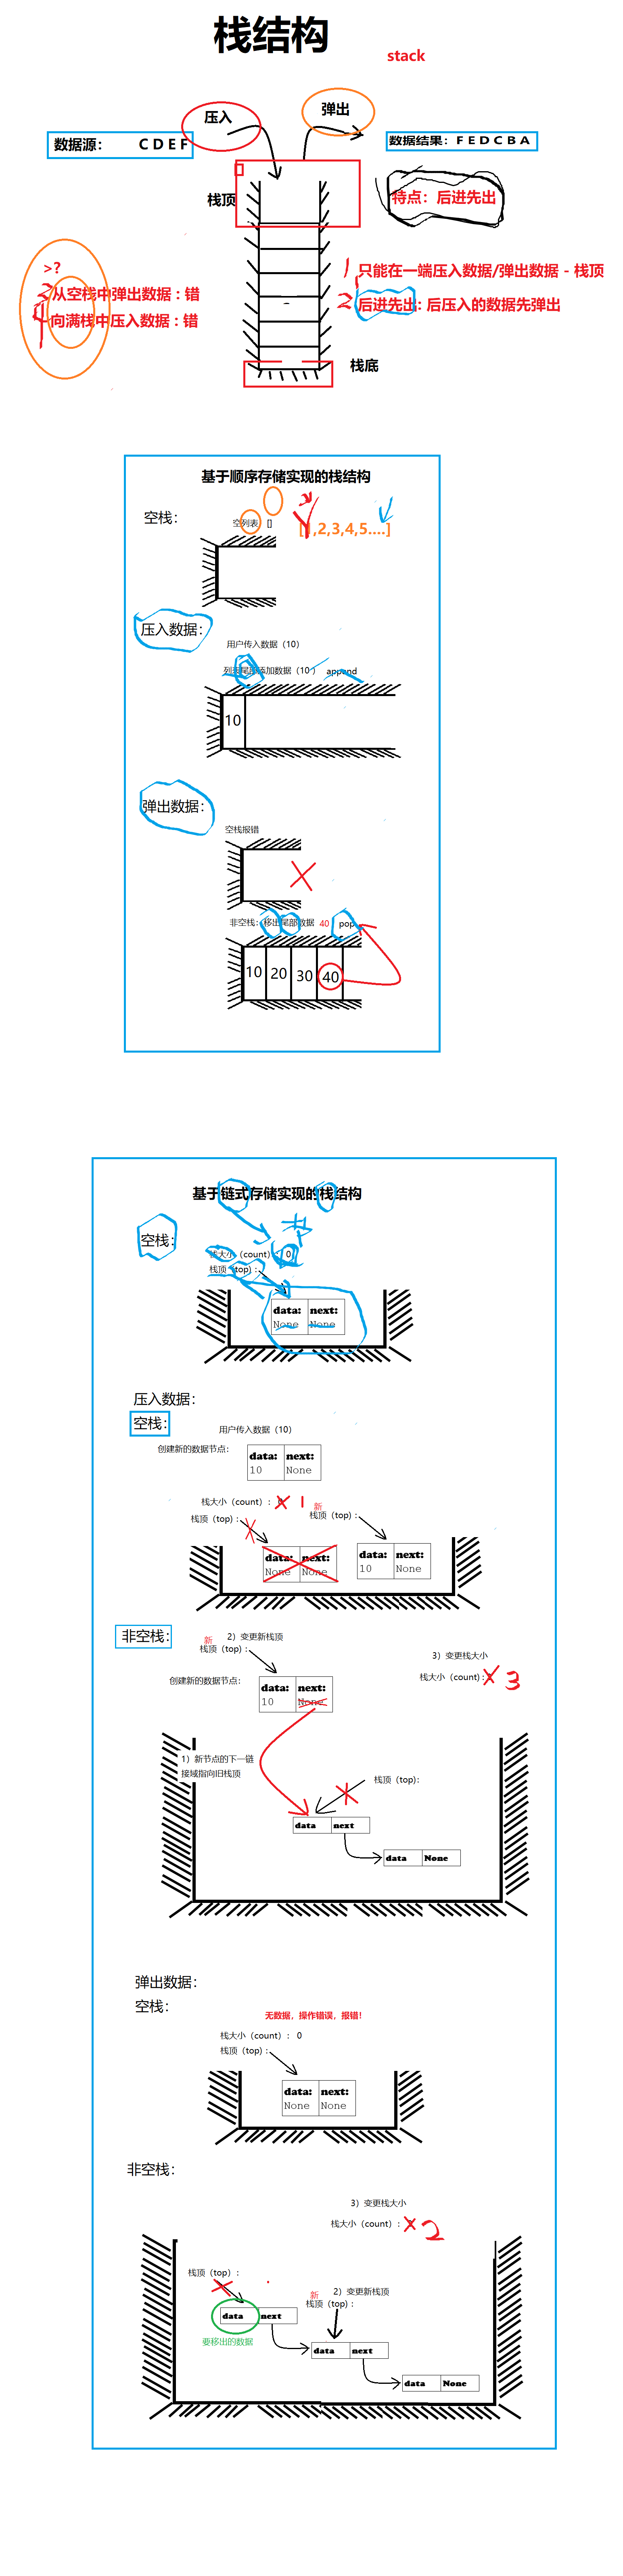 栈结构
stack
压入
弹出
数据源： C D E F
数据结果：F E D C B A
栈顶
特点：后进先出
>?
1 只能在一端压入数据/弹出数据 - 栈顶
3 从空栈中弹出数据：错
2 后进先出：后压入的数据先弹出
4 向满栈中压入数据：错
栈底
基于顺序存储实现的栈结构
空栈：
空列表 []
,2,3,4,5....]
压入数据：
用户传入数据（10）
列表尾部添加数据（10 ） append
10
弹出数据：
空栈报错
非空栈：移出尾部数据 40 pop
10 20 30 40
基于链式存储实现的栈结构
空栈：
栈大小（count）：0
栈顶（top)：
data: next:
None None
压入数据：
空栈：
用户传入数据（10）
创建新的数据节点：
data: next:
10 None
栈大小（count）： 1
新
栈顶（top)：
栈顶（top)：
data: next:
None None
data: next:
10 None
非空栈：
新
2）变更新栈顶
栈顶（top)：
3）变更栈大小
栈大小（count)： 3
创建新的数据节点：
data: next:
10 None
1）新节点的下一链
接域指向旧栈顶
栈顶（top)：
data next
data None
弹出数据：
空栈：
无数据，操作错误，报错！
栈大小（count）： 0
栈顶（top)：
data: next:
None None
非空栈：
3）变更栈大小
栈大小（count)： 2
栈顶（top)：
新
2）变更新栈顶
栈顶（top)：
data next
要移出的数据
data next
data None